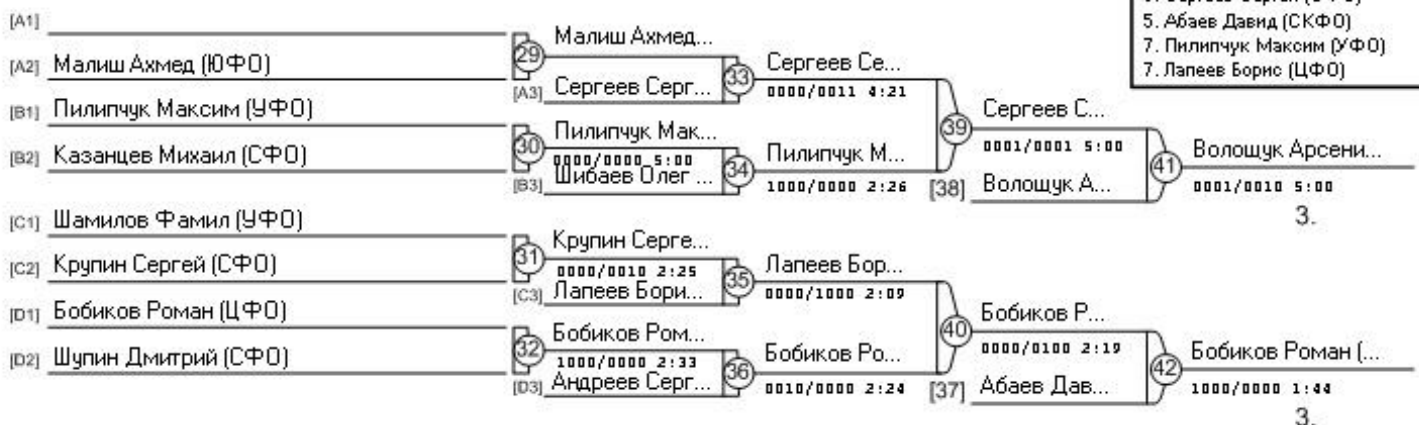 5. Абаев Давид (СКФО)
7. Пилипчук Максим (УФО)
7. Лапеев Борис (ЦФО)
[A1]
[A2] Малиш Ахмед (ЮФО)
[B1] Пилипчук Максим (УФО)
[B2] Казанцев Михаил (СФО)
[C1] Шамилов Фамил (УФО)
[C2] Крупин Сергей (СФО)
[D1] Бобиков Роман (ЦФО)
[D2] Шупин Дмитрий (СФО)
29 Малиш Ахмед...
[A3] Сергеев Серг...
30 Пилипчук Мак...
0000/0000 5:00
[B3] Шибаев Олег ...
31 Крупин Серге...
0000/0010 2:25
[C3] Лапеев Бори...
32 Бобиков Ром...
1000/0000 2:33
[D3] Андреев Серг...
33 Сергеев Се...
0000/0011 4:21
34 Пилипчук М...
1000/0000 2:26
35 Лапеев Бор...
0000/1000 2:09
36 Бобиков Ро...
0010/0000 2:24
39 Сергеев С...
0001/0001 5:00
[38] Волощук А...
40 Бобиков Р...
0000/0100 2:19
[37] Абаев Дав...
41 Волощук Арсени...
0001/0010 5:00
3.
42 Бобиков Роман (...
1000/0000 1:44
3.